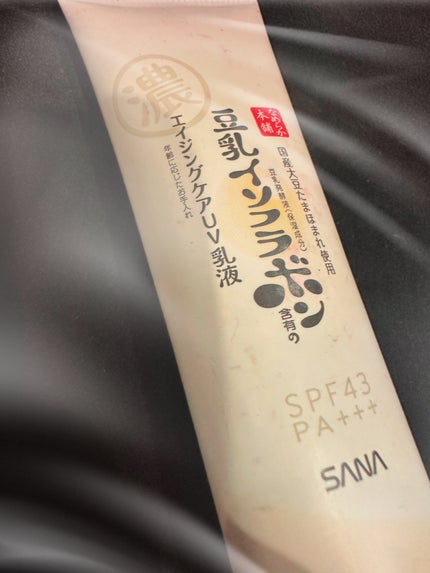 濃
なめらか
本舗
国産大豆たまほまれ使用
豆乳発酵液(保湿成分)
豆乳イソフラボン
含有の
エイジングケアUV乳液
年齢に応じたお手入れ
SPF43
PA+++
SANA